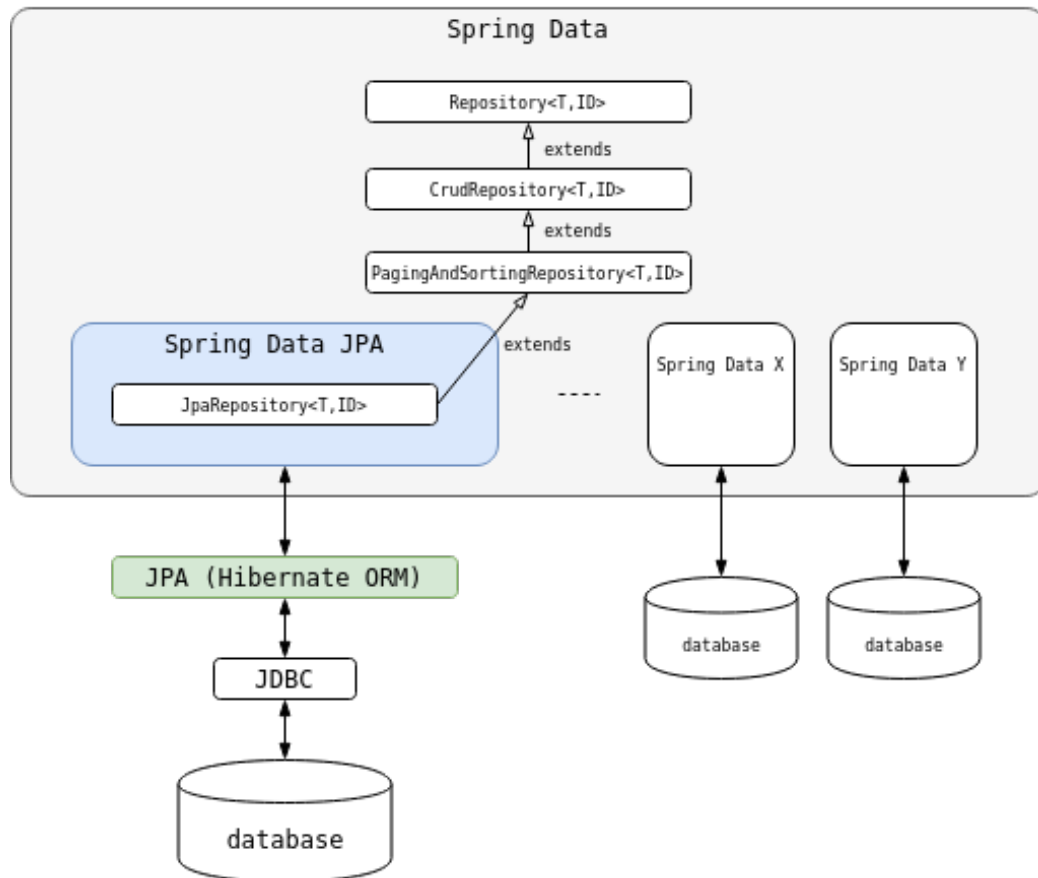 Spring Data
Repository<T,ID>
extends
CrudRepository<T,ID>
extends
PagingAndSortingRepository<T,ID>
extends
Spring Data JPA
JpaRepository<T,ID>
----
Spring Data X
Spring Data Y
JPA (Hibernate ORM)
JDBC
database
database
database